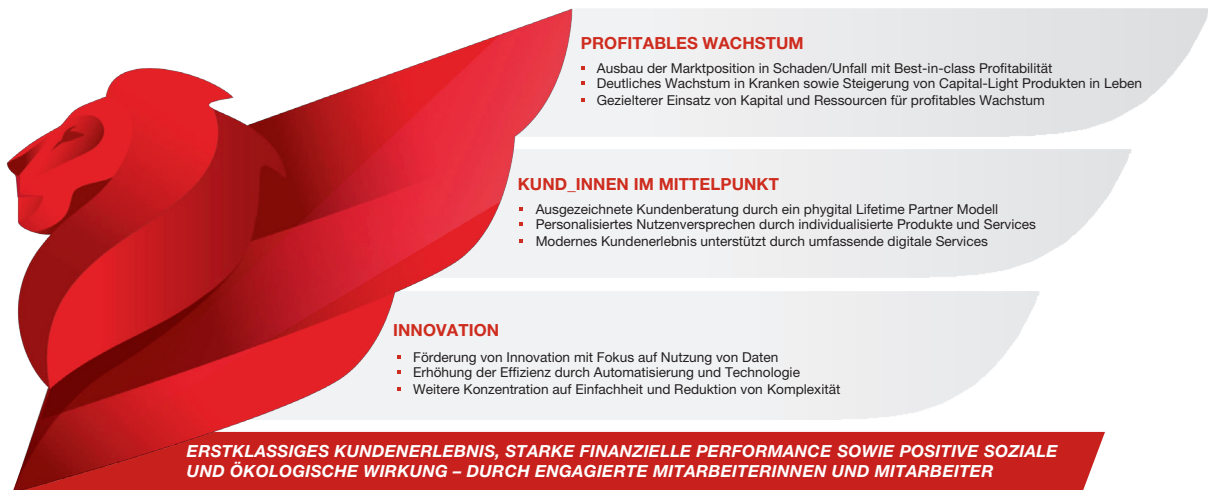 PROFITABLES WACHSTUM
▪ Ausbau der Marktposition in Schaden/Unfall mit Best-in-class Profitabilität
▪ Deutliches Wachstum in Kranken sowie Steigerung von Capital-Light Produkten in Leben
▪ Gezielterer Einsatz von Kapital und Ressourcen für profitables Wachstum
KUND_INNEN IM MITTELPUNKT
▪ Ausgezeichnete Kundenberatung durch ein phygital Lifetime Partner Modell
▪ Personalisiertes Nutzenversprechen durch individualisierte Produkte und Services
▪ Modernes Kundenerlebnis unterstützt durch umfassende digitale Services
INNOVATION
▪ Förderung von Innovation mit Fokus auf Nutzung von Daten
▪ Erhöhung der Effizienz durch Automatisierung und Technologie
▪ Weitere Konzentration auf Einfachheit und Reduktion von Komplexität
ERSTKLASSIGES KUNDENERLEBNIS, STARKE FINANZIELLE PERFORMANCE SOWIE POSITIVE SOZIALE
UND ÖKOLOGISCHE WIRKUNG – DURCH ENGAGIERTE MITARBEITERINNEN UND MITARBEITER